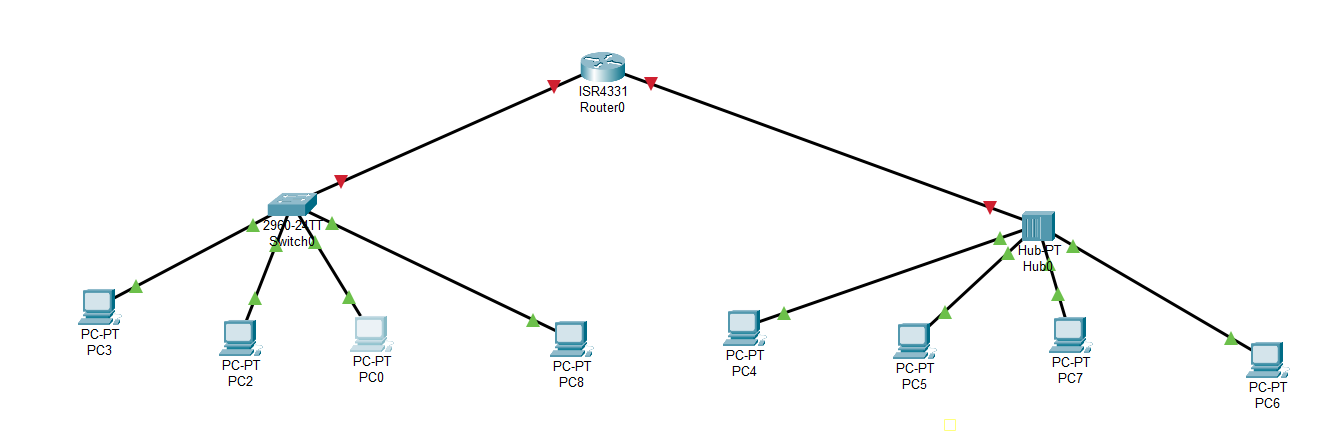 ISR4331
Router0
2960-24TT
Switch0
Hub-PT
Hub0
PC-PT
PC3
PC-PT
PC2
PC-PT
PC0
PC-PT
PC8
PC-PT
PC4
PC-PT
PC5
PC-PT
PC7
PC-PT
PC6